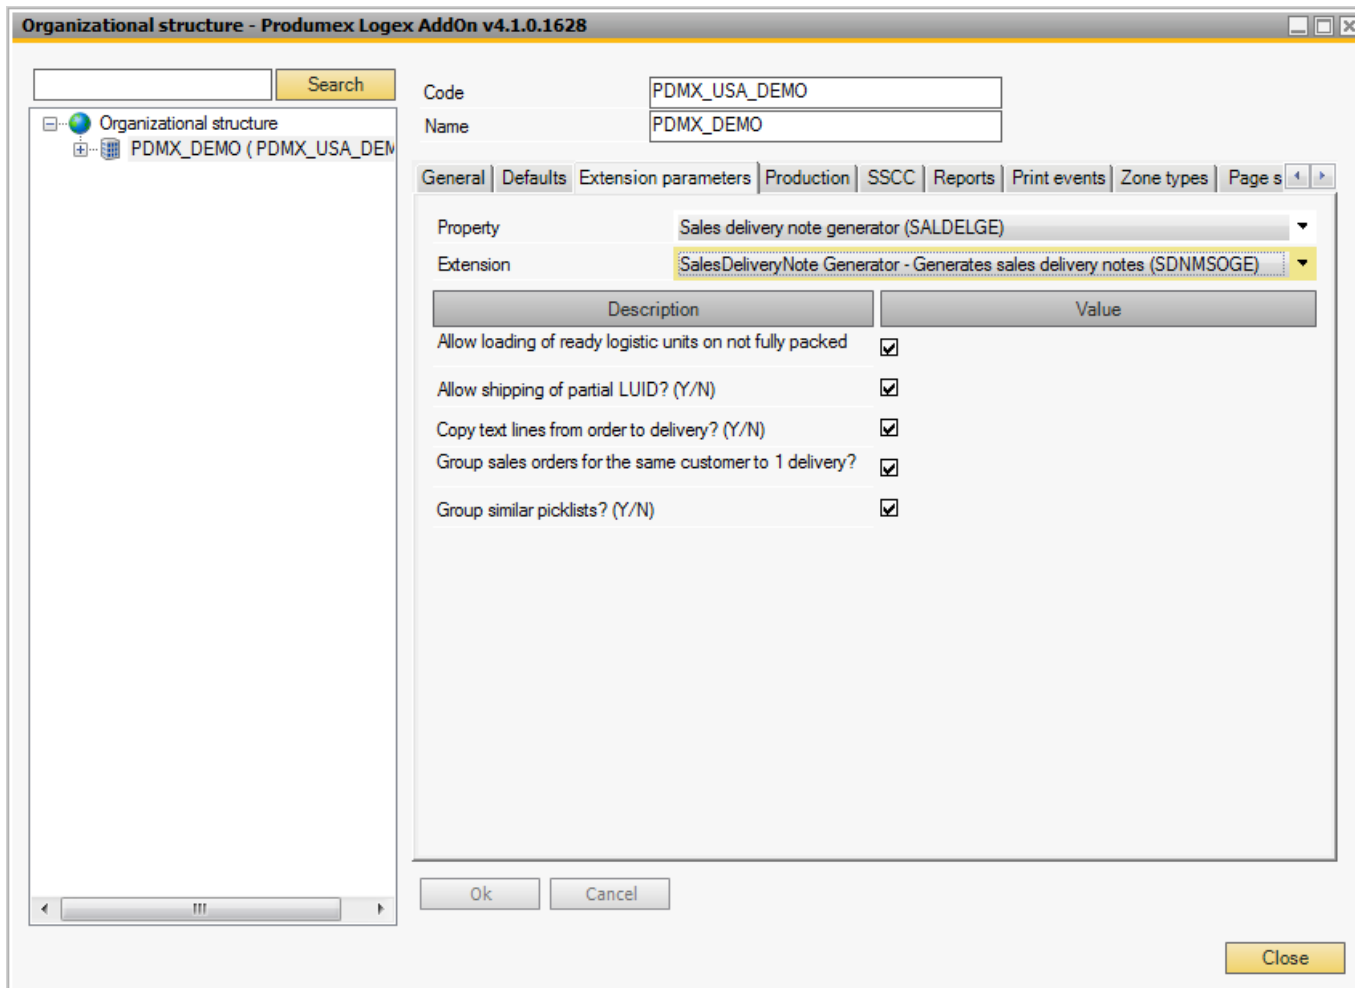 Organizational structure - Produmex Logex AddOn v4.1.0.1628
Search
Organizational structure
PDMX_DEMO ( PDMX_USA_DEM
Code PDMX_USA_DEMO
Name PDMX_DEMO
General Defaults Extension parameters Production SSCC Reports Print events Zone types Page s
Property Sales delivery note generator (SALDELGE)
Extension SalesDeliveryNote Generator - Generates sales delivery notes (SDNMSOGE)
Description Value
Allow loading of ready logistic units on not fully packed
Allow shipping of partial LUID? (Y/N)
Copy text lines from order to delivery? (Y/N)
Group sales orders for the same customer to 1 delivery?
Group similar picklists? (Y/N)
Ok Cancel
Close